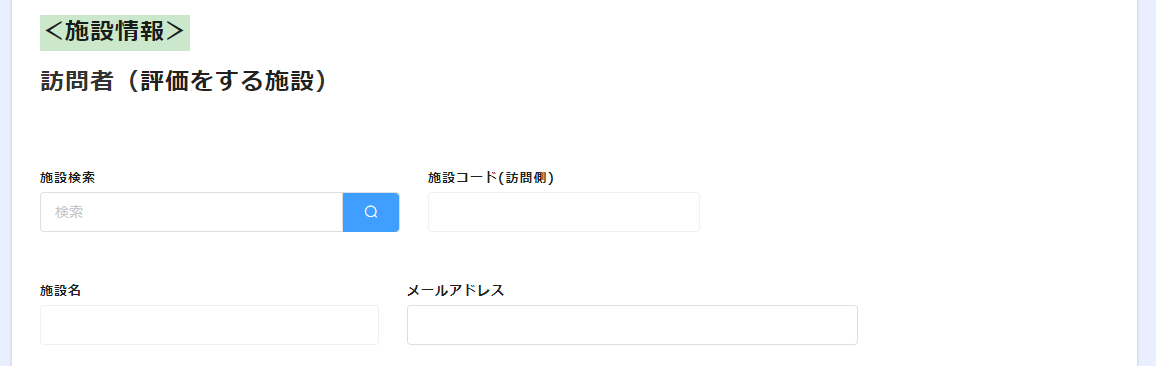 ＜施設情報＞
訪問者（評価をする施設）
施設検索
施設コード(訪問側)
検索
施設名
メールアドレス